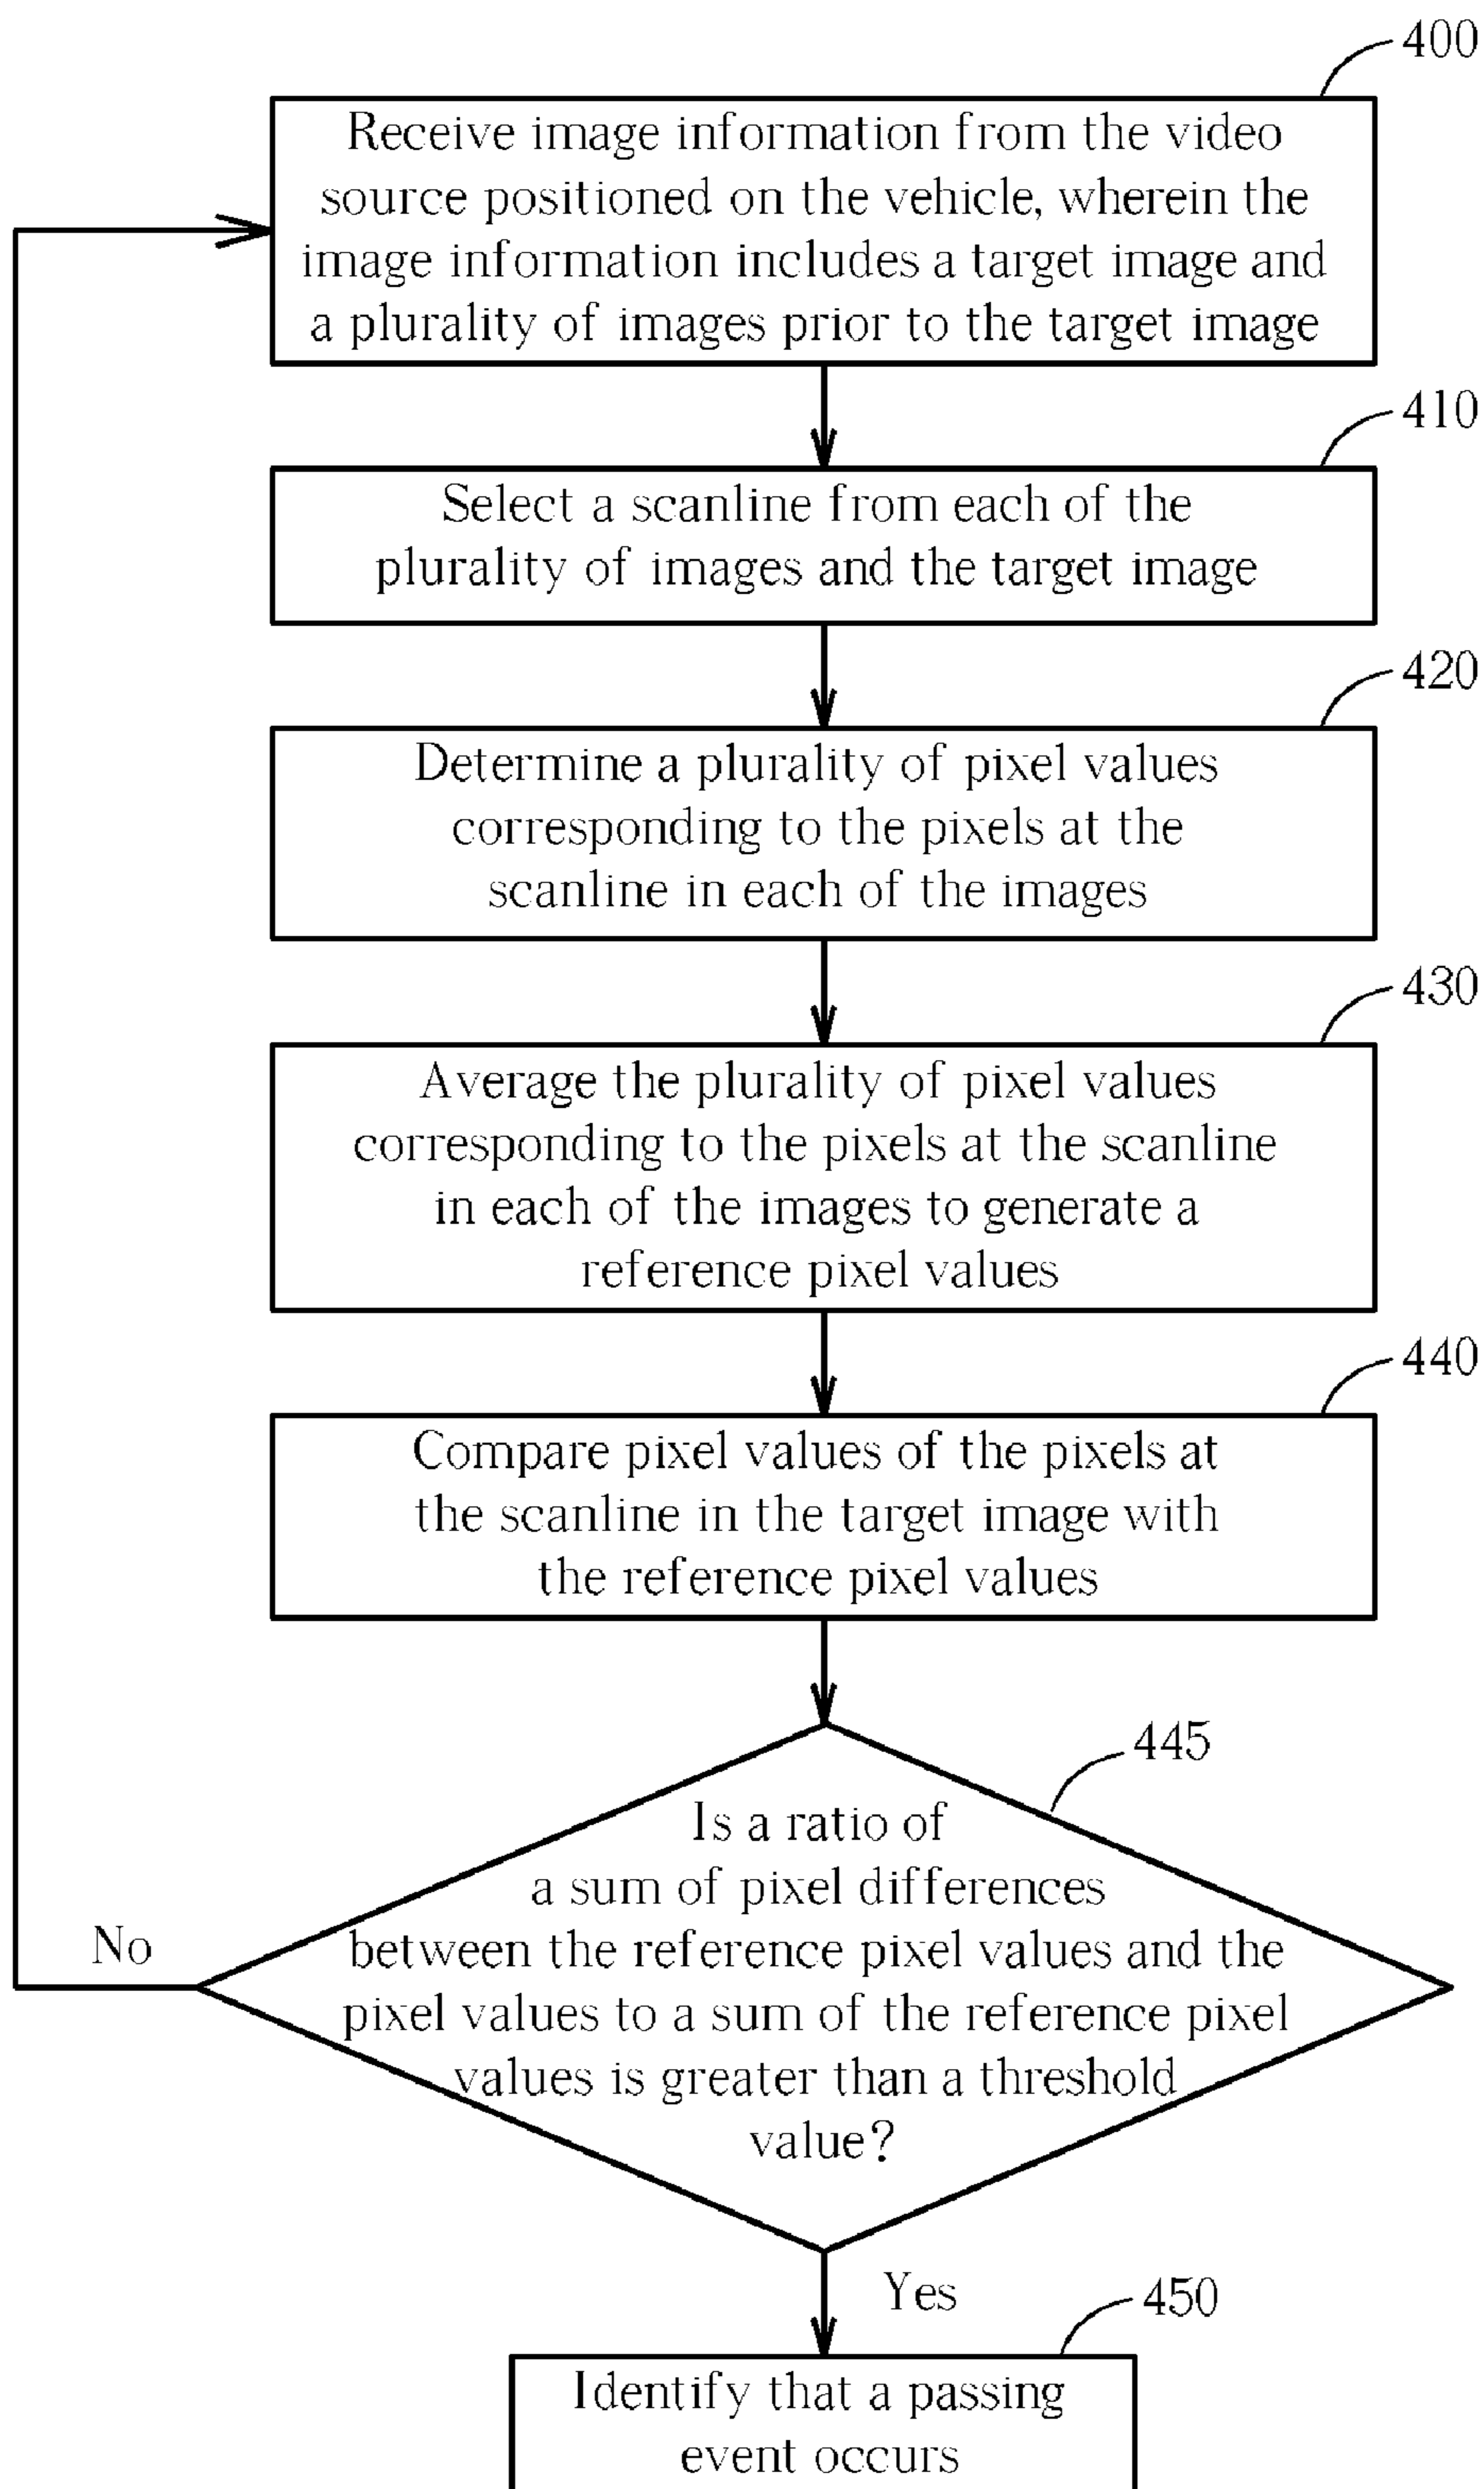 400
Receive image information from the video
source positioned on the vehicle, wherein the
image information includes a target image and
a plurality of images prior to the target image
410
Select a scanline from each of the
plurality of images and the target image
420
Determine a plurality of pixel values
corresponding to the pixels at the
scanline in each of the images
430
Average the plurality of pixel values
corresponding to the pixels at the scanline
in each of the images to generate a
reference pixel values
440
Compare pixel values of the pixels at
the scanline in the target image with
the reference pixel values
445
Is a ratio of
a sum of pixel differences
between the reference pixel values and the
pixel values to a sum of the reference pixel
values is greater than a threshold
value?
No
Yes
450
Identify that a passing
event occurs